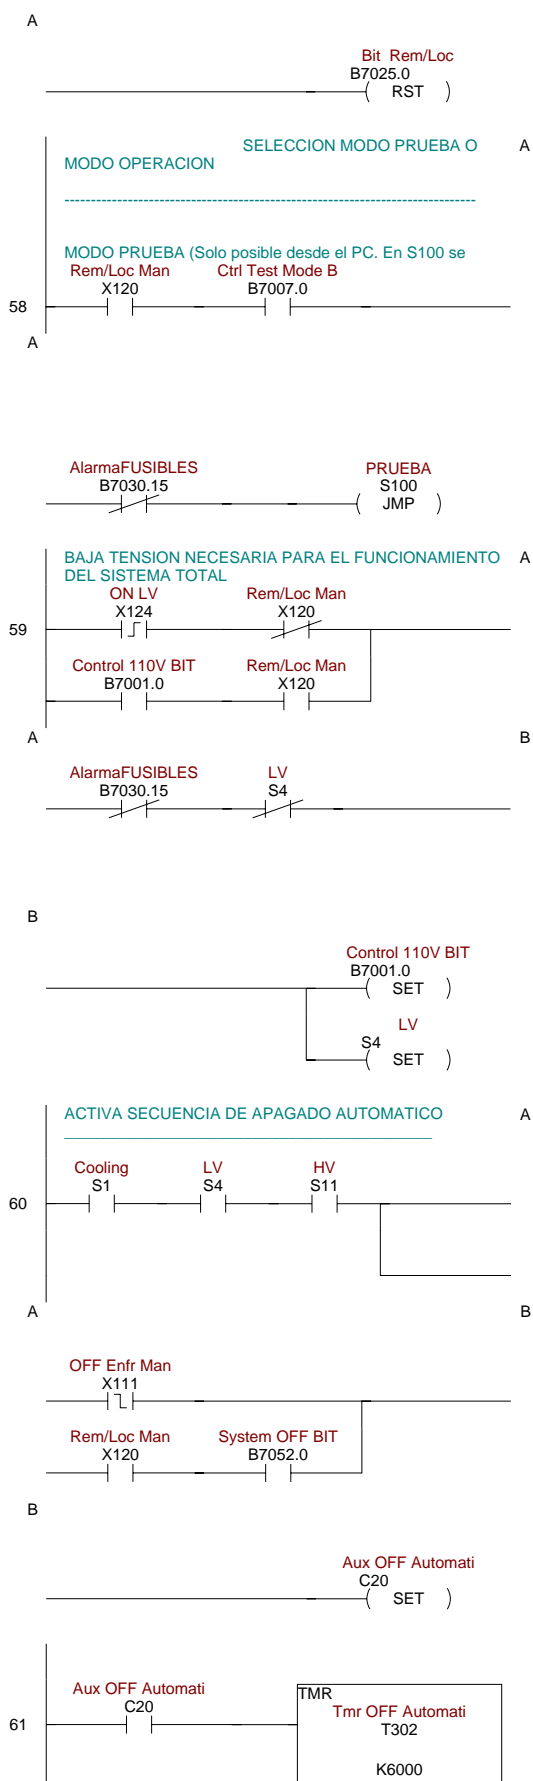 A
Bit Rem/Loc
B7025.0
( RST )
SELECCION MODO PRUEBA O A
MODO OPERACION
--------------------------------------------------------------------------------
MODO PRUEBA (Solo posible desde el PC. En S100 se
Rem/Loc Man Ctrl Test Mode B
X120 B7007.0
58
A
AlarmaFUSIBLES PRUEBA
B7030.15 S100
( JMP )
BAJA TENSION NECESARIA PARA EL FUNCIONAMIENTO A
DEL SISTEMA TOTAL
ON LV Rem/Loc Man
X124 X120
59
Control 110V BIT Rem/Loc Man
B7001.0 X120
A B
AlarmaFUSIBLES LV
B7030.15 S4
B
Control 110V BIT
B7001.0
( SET )
LV
S4
( SET )
ACTIVA SECUENCIA DE APAGADO AUTOMATICO A
Cooling LV HV
S1 S4 S11
60
A B
OFF Enfr Man
X111
Rem/Loc Man System OFF BIT
X120 B7052.0
B
Aux OFF Automati
C20
( SET )
TMR
Aux OFF Automati Tmr OFF Automati
C20 T302
61
K6000